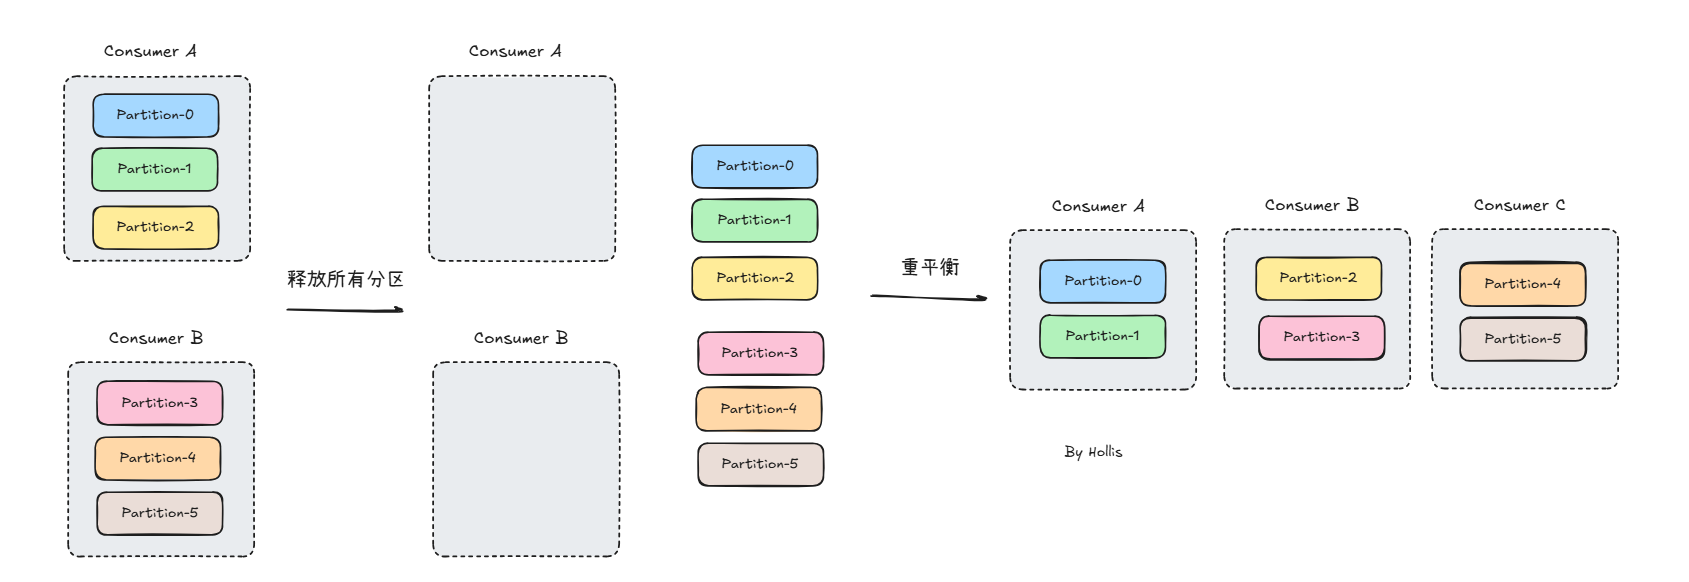 Consumer A
Partition-0
Partition-1
Partition-2
Consumer B
Partition-3
Partition-4
Partition-5
释放所有分区
Consumer A
Consumer B
Partition-0
Partition-1
Partition-2
Partition-3
Partition-4
Partition-5
重平衡
Consumer A
Partition-0
Partition-1
Consumer B
Partition-2
Partition-3
Consumer C
Partition-4
Partition-5
By Hollis